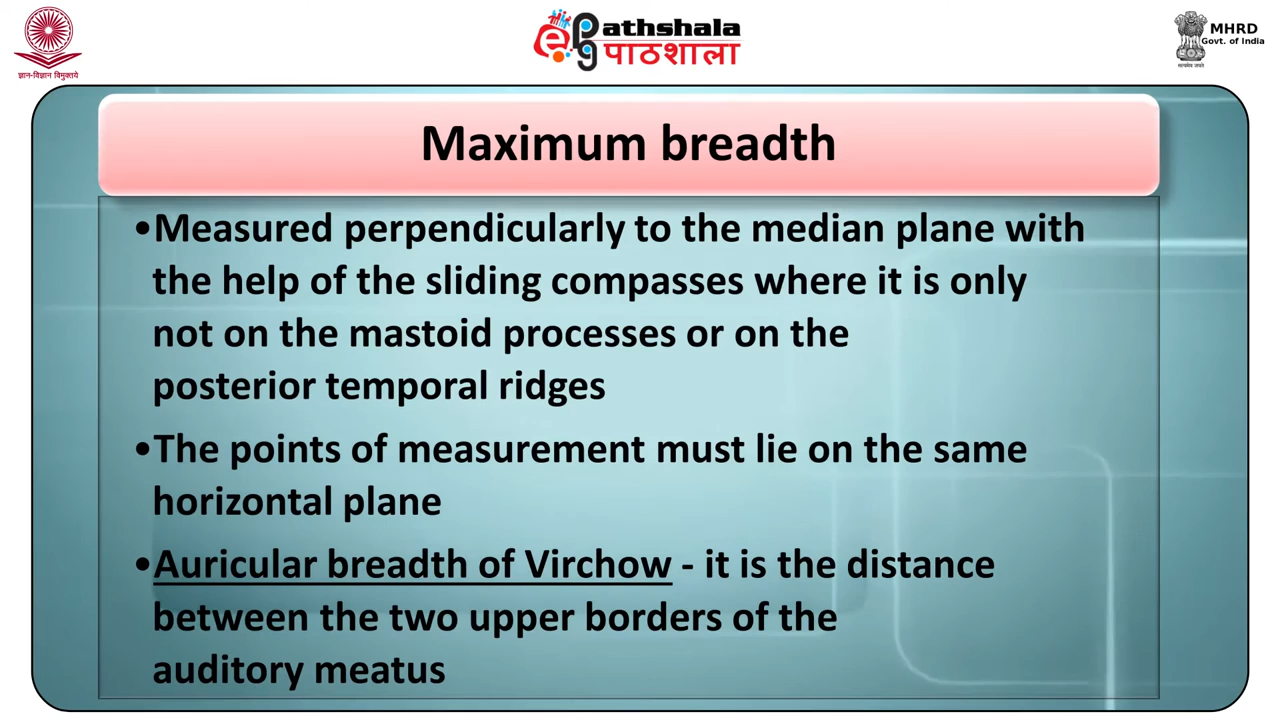 ज्ञान-विज्ञान विमुक्तये
ePathshala
पाठशाला
MHRD
Govt. of India
सत्यमेव जयते
Maximum breadth
•Measured perpendicularly to the median plane with
the help of the sliding compasses where it is only
not on the mastoid processes or on the
posterior temporal ridges
•The points of measurement must lie on the same
horizontal plane
•Auricular breadth of Virchow - it is the distance
between the two upper borders of the
auditory meatus